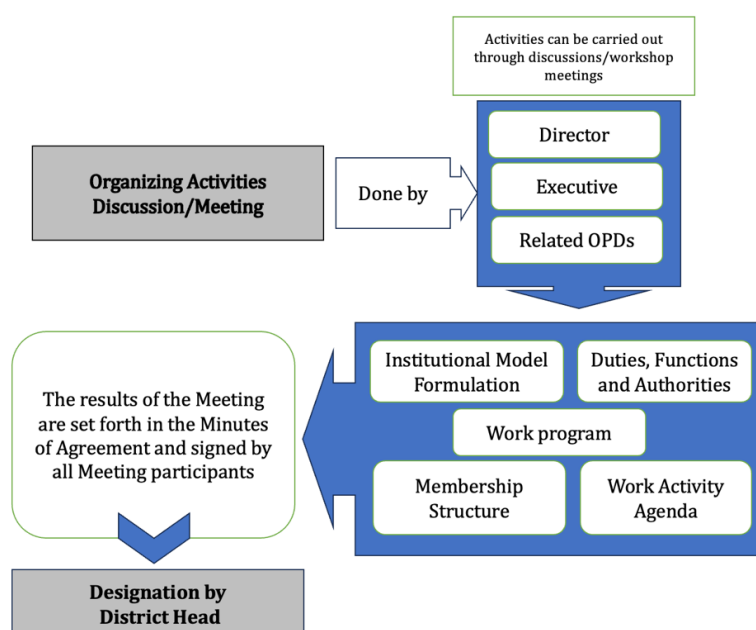 Activities can be carried out
through discussions/workshop
meetings
Organizing Activities
Discussion/Meeting
Done by
Director
Executive
Related OPDs
Institutional Model
Formulation
Duties, Functions
and Authorities
Work program
Membership
Structure
Work Activity
Agenda
The results of the Meeting
are set forth in the Minutes
of Agreement and signed by
all Meeting participants
Designation by
District Head